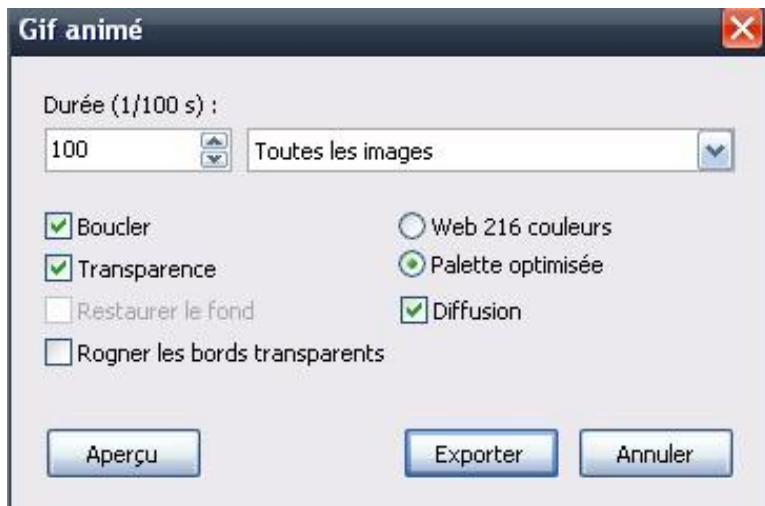 Gif animé
Durée (1/100 s) :
100
Toutes les images
Boucler
Web 216 couleurs
Transparence
Palette optimisée
Restaurer le fond
Diffusion
Rogner les bords transparents
Aperçu
Exporter
Annuler